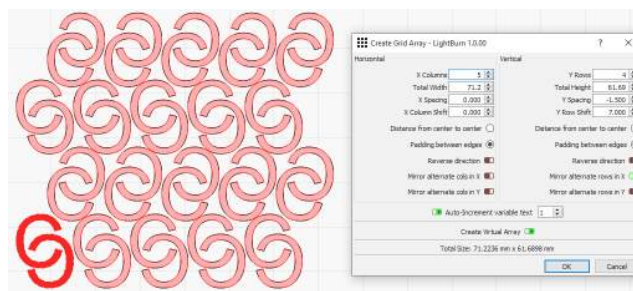 Create Grid Array - LightBurn 1.0.00 ? X
Horizontal Vertical
X Columns 5 Y Rows 4
Total Width 71.2 Total Height 61.69
X Spacing 0.000 Y Spacing -1.500
X Column Shift 0.000 Y Row Shift 7.000
Distance from center to center Distance from center to center
Padding between edges Padding between edges
Reverse direction Reverse direction
Mirror alternate cols in X Mirror alternate rows in X
Mirror alternate cols in Y Mirror alternate rows in Y
Auto-Increment variable text 1
Create Virtual Array
Total Size: 71.2236 mm x 61.6898 mm
OK Cancel